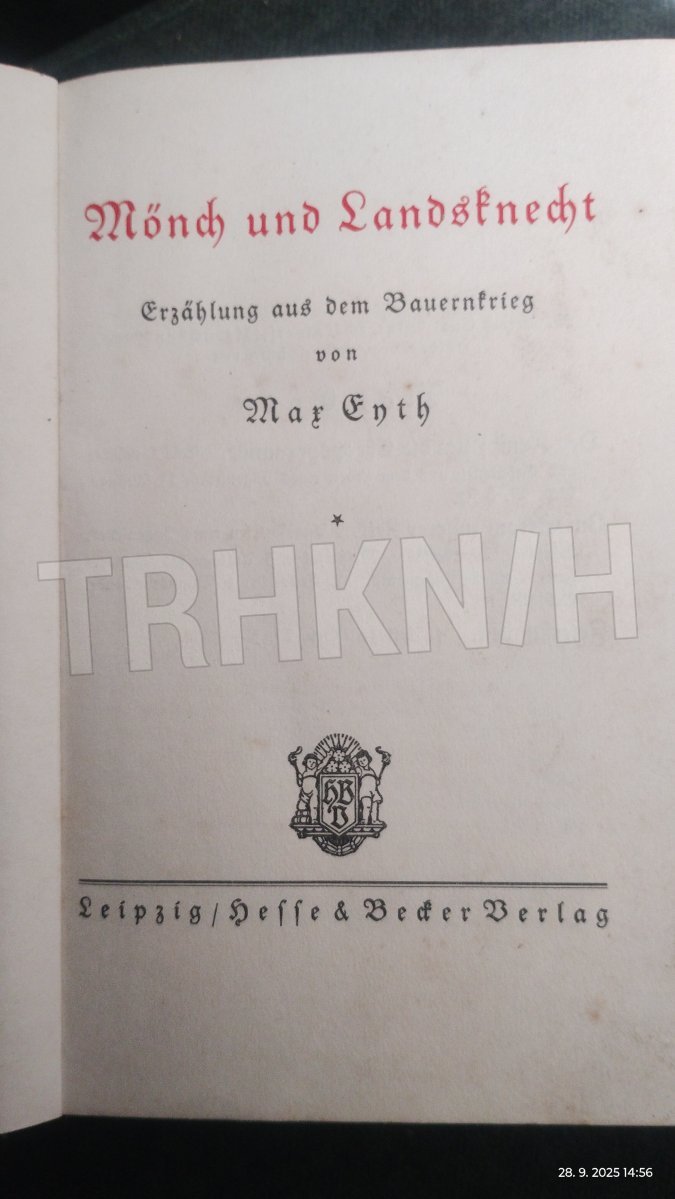 Mönch und Landsknecht
Erzählung aus dem Bauernkrieg
von
Max Eyth
TRHKN/H
HB
V
Leipzig / Hesse & Becker Verlag
28. 9. 2025 14:56